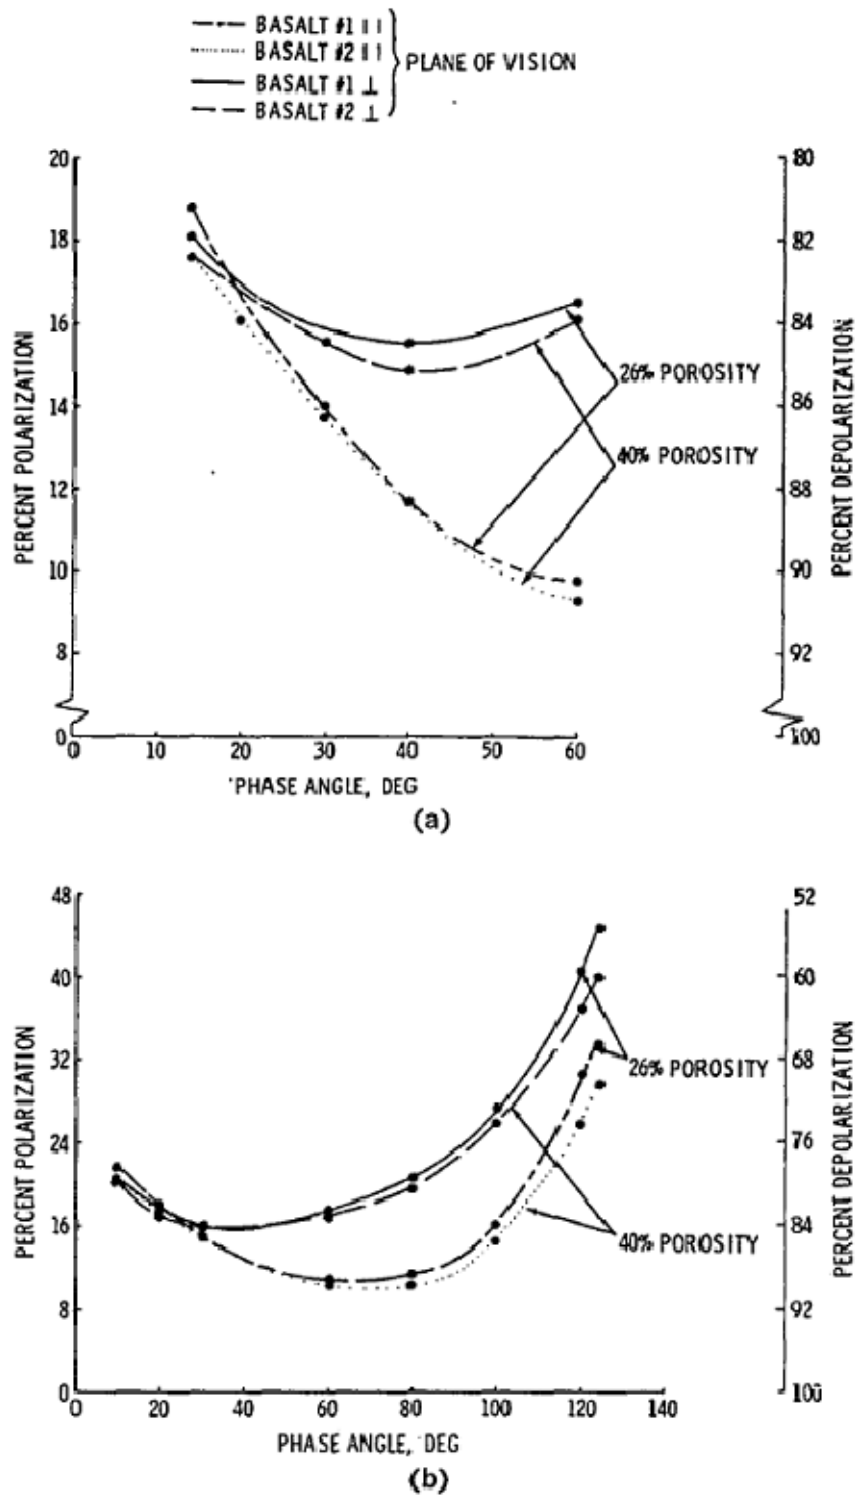 BASALT #1 ||
BASALT #2 ||
BASALT #1 ⊥
BASALT #2 ⊥
PLANE OF VISION
20
18
16
14
12
10
8
0
PERCENT POLARIZATION
80
82
84
86
88
90
92
100
PERCENT DEPOLARIZATION
26% POROSITY
40% POROSITY
0 10 20 30 40 50 60
PHASE ANGLE, DEG
(a)
48
40
32
24
16
8
0
PERCENT POLARIZATION
52
60
68
76
84
92
100
PERCENT DEPOLARIZATION
26% POROSITY
40% POROSITY
0 20 40 60 80 100 120 140
PHASE ANGLE, DEG
(b)